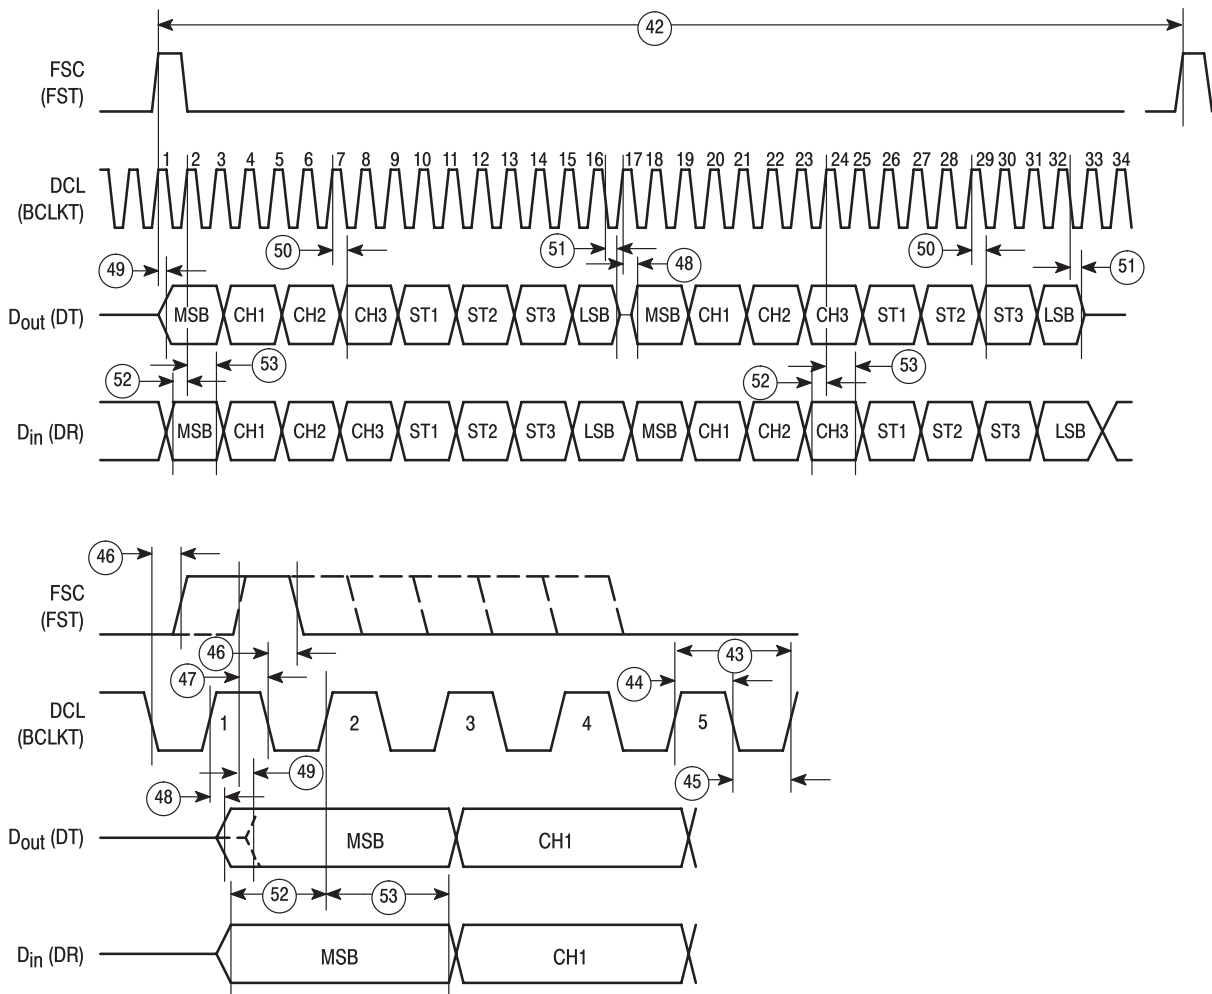 42
FSC
(FST)
1 2 3 4 5 6 7 8 9 10 11 12 13 14 15 16 17 18 19 20 21 22 23 24 25 26 27 28 29 30 31 32 33 34
DCL
(BCLKT)
50 51 50
49 48 51
Dout (DT) MSB CH1 CH2 CH3 ST1 ST2 ST3 LSB MSB CH1 CH2 CH3 ST1 ST2 ST3 LSB
53 53
52 52
Din (DR) MSB CH1 CH2 CH3 ST1 ST2 ST3 LSB MSB CH1 CH2 CH3 ST1 ST2 ST3 LSB
46
FSC
(FST)
46 43
47 44
DCL
(BCLKT)
1 2 3 4 5
49 45
48
Dout (DT) MSB CH1
52 53
Din (DR) MSB CH1